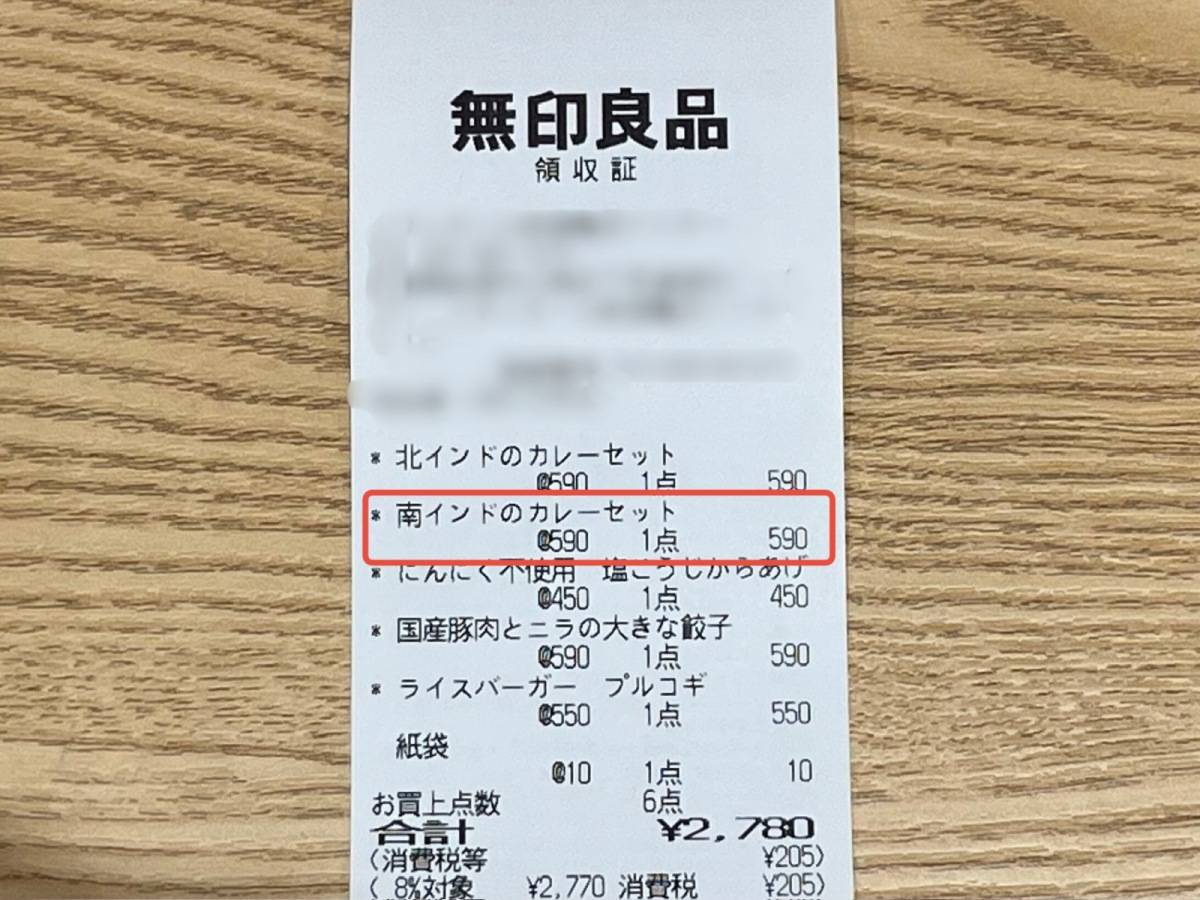 無印良品
領収証
* 北インドのカレーセット
@590 1点 590
* 南インドのカレーセット
@590 1点 590
* にんにく不使用 塩こうじからあげ
@450 1点 450
* 国産豚肉とニラの大きな餃子
@590 1点 590
* ライスバーガー プルコギ
@550 1点 550
紙袋
@10 1点 10
お買上点数 6点
合計 ¥2,780
(消費税等 ¥205)
( 8%対象 ¥2,770 消費税 ¥205)